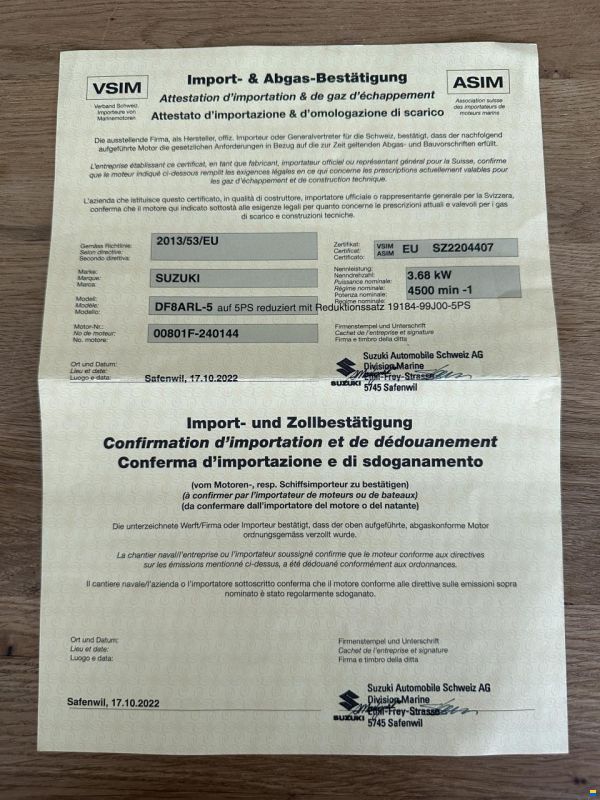 VSIM
Verband Schweiz.
Importeure von
Marinemotoren
Import- & Abgas-Bestätigung
Attestation d'importation & de gaz d'échappement
Attestato d'importazione & d'omologazione di scarico
ASIM
Association suisse
des importateurs de
moteurs marins
Die ausstellende Firma, als Hersteller, offiz. Importeur oder Generalvertreter für die Schweiz, bestätigt, dass der nachfolgend
aufgeführte Motor die gesetzlichen Anforderungen in Bezug auf die zur Zeit geltenden Abgas- und Bauvorschriften erfüllt.
L'entreprise établissant ce certificat, en tant que fabricant, importateur officiel ou représentant général pour la Suisse, confirme
que le moteur indiqué ci-dessous remplit les exigences légales en ce qui concerne les prescriptions actuellement valables pour
les gaz d'échappement et de construction technique.
L'azienda che istituisce questo certificato, in qualità di costruttore, importatore ufficiale o rappresentante generale per la Svizzera,
conferma che il motore qui indicato sottostà alle esigenze legali per quanto concerne le prescrizioni attuali e valevoli per i gas
di scarico e costruzioni tecniche.
Gemäss Richtlinie:
Selon directive:
Secondo direttiva:
2013/53/EU
Zertifikat:
Certificat:
Certificato:
VSIM
ASIM
EU SZ2204407
Marke:
Marque:
Marca:
SUZUKI
Nennleistung:
Nenndrehzahl:
Puissance nominale:
Régime nominale:
Potenza nominale:
Regime nominale:
3.68 kW
4500 min -1
Modell:
Modèle:
Modello:
DF8ARL-5 auf 5PS reduziert mit Reduktionssatz 19184-99J00-5PS
Motor-Nr.:
No de moteur:
No. motore:
00801F-240144
Firmenstempel und Unterschrift
Cachet de l'entreprise et signature
Firma e timbro della ditta
Ort und Datum:
Lieu et date:
Luogo e data:
Safenwil, 17.10.2022
SUZUKI
Suzuki Automobile Schweiz AG
Division Marine
Emil-Frey-Strasse
5745 Safenwil
Import- und Zollbestätigung
Confirmation d'importation et de dédouanement
Conferma d'importazione e di sdoganamento
(vom Motoren-, resp. Schiffsimporteur zu bestätigen)
(à confirmer par l'importateur de moteurs ou de bateaux)
(da confermare dall'importatore del motore o del natante)
Die unterzeichnete Werft/Firma oder Importeur bestätigt, dass der oben aufgeführte, abgaskonforme Motor
ordnungsgemäss verzollt wurde.
La chantier naval/l'entreprise ou l'importateur soussigné confirme que le moteur conforme aux directives
sur les émissions mentionné ci-dessus, a été dédouané conformément aux ordonnances.
Il cantiere navale/l'azienda o l'importatore sottoscritto conferma che il motore conforme alle direttive sulle emissioni sopra
nominato è stato regolarmente sdoganato.
Ort und Datum:
Lieu et date:
Luogo e data:
Firmenstempel und Unterschrift
Cachet de l'entreprise et signature
Firma e timbro della ditta
Safenwil, 17.10.2022
SUZUKI
Suzuki Automobile Schweiz AG
Division Marine
Emil-Frey-Strasse
5745 Safenwil